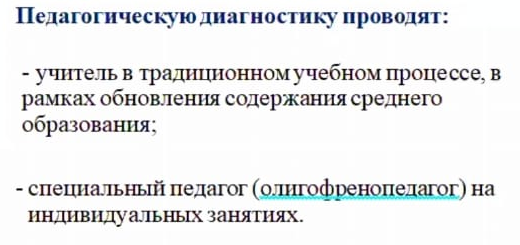 Педагогическую диагностику проводят:
- учитель в традиционном учебном процессе, в
рамках обновления содержания среднего
образования;
- специальный педагог (олигофренопедагог) на
индивидуальных занятиях.